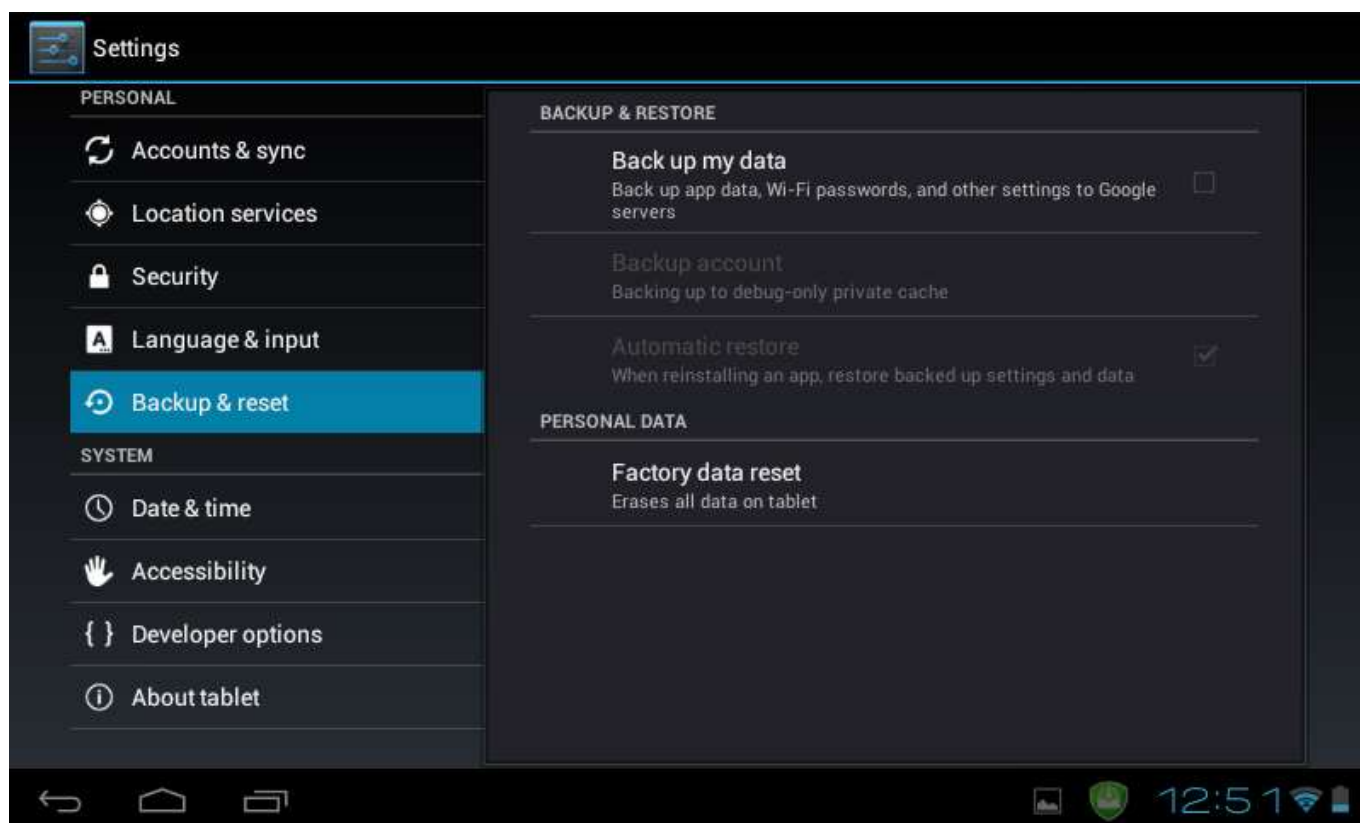 Settings
PERSONAL
Accounts & sync
Location services
Security
Language & input
Backup & reset
SYSTEM
Date & time
Accessibility
{ } Developer options
About tablet
BACKUP & RESTORE
Back up my data
Back up app data, Wi-Fi passwords, and other settings to Google
servers
Backup account
Backing up to debug-only private cache
Automatic restore
When reinstalling an app, restore backed up settings and data
PERSONAL DATA
Factory data reset
Erases all data on tablet
12:51